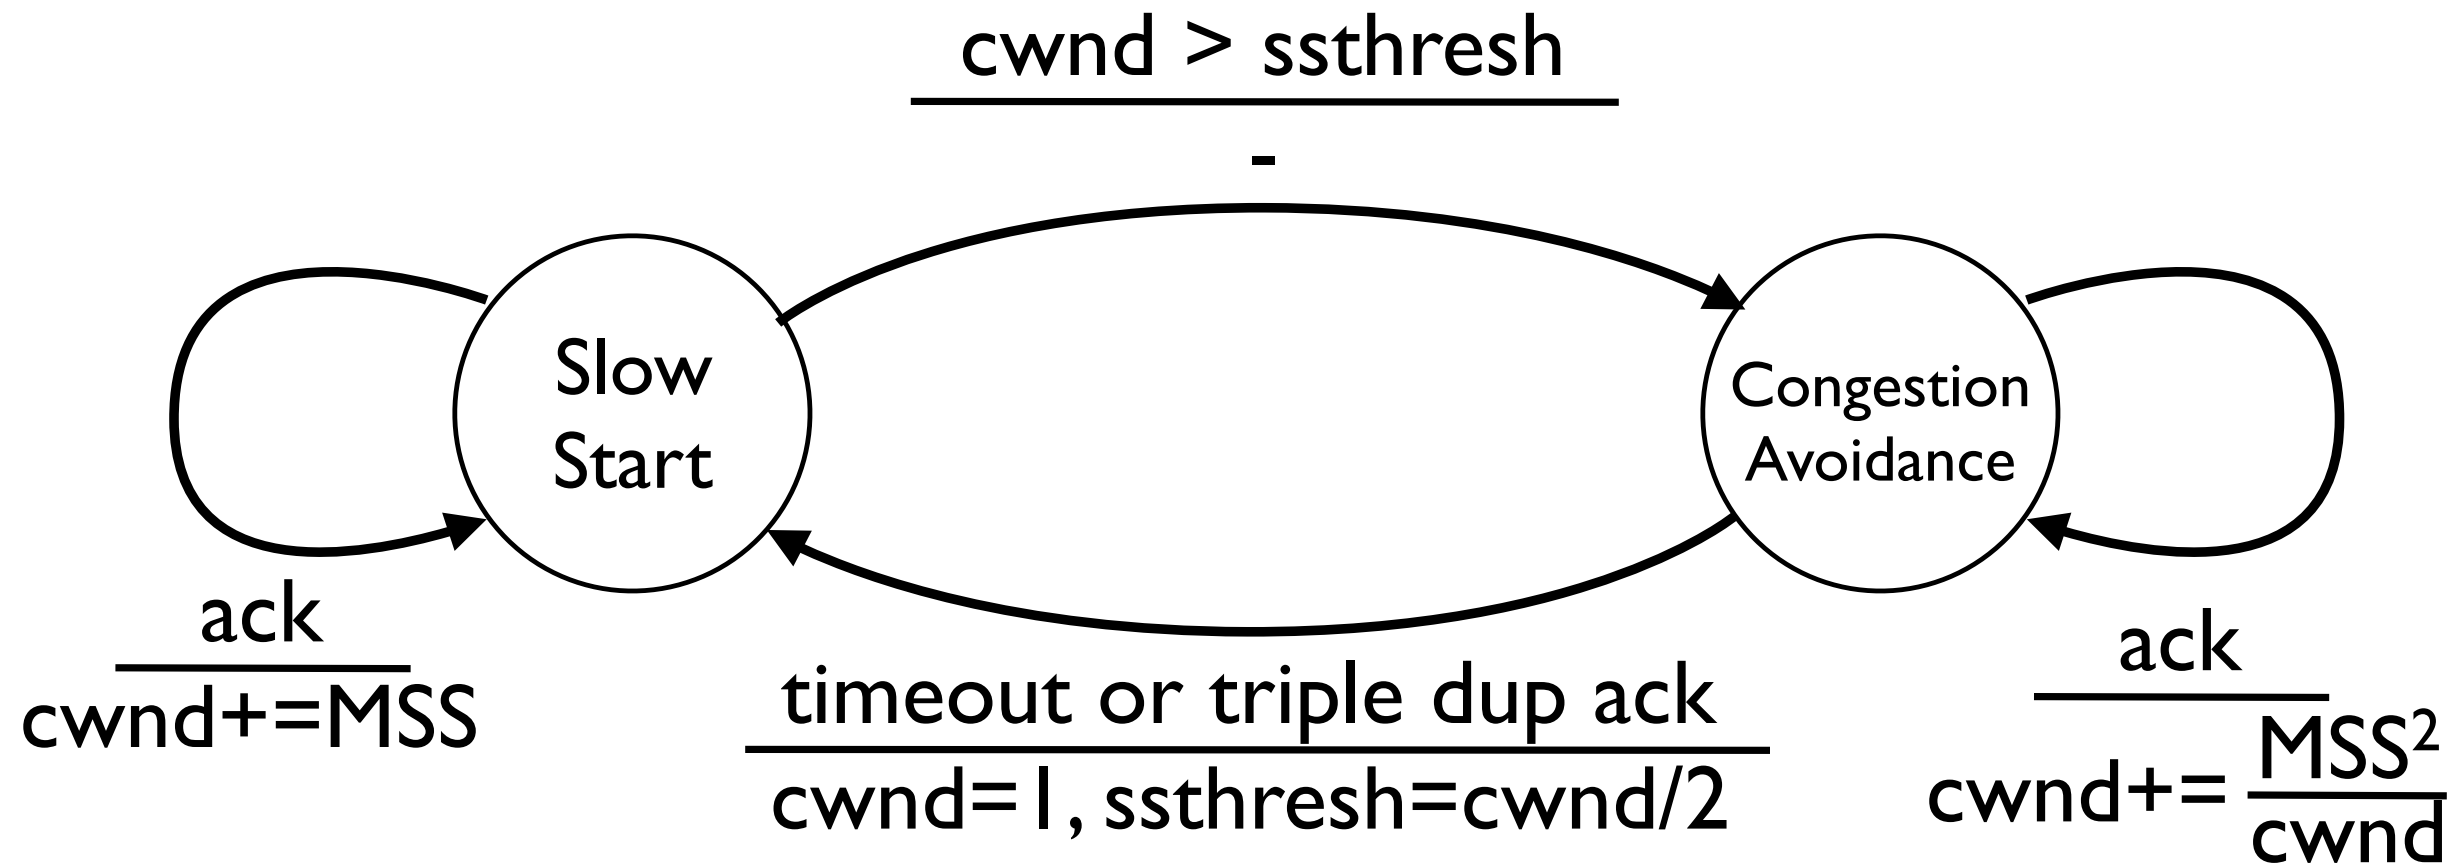 cwnd > ssthresh
-
Slow
Start
Congestion
Avoidance
ack
cwnd+=MSS
timeout or triple dup ack
cwnd=1, ssthresh=cwnd/2
ack
cwnd+= MSS²
cwnd